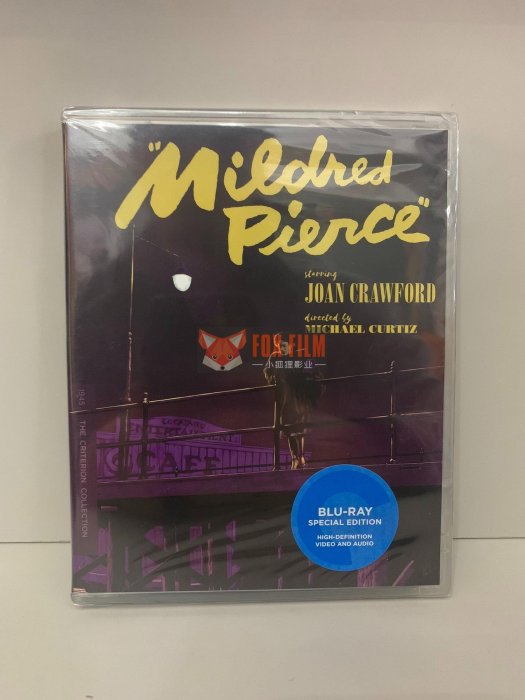 "Mildred
Pierce"
starring
JOAN CRAWFORD
directed by
MICHAEL CURTIZ
FOX FILM
小狐狸影业
1945 THE CRITERION COLLECTION
ENTERTAINMENT
CAFE
BLU-RAY
SPECIAL EDITION
HIGH-DEFINITION
VIDEO AND AUDIO